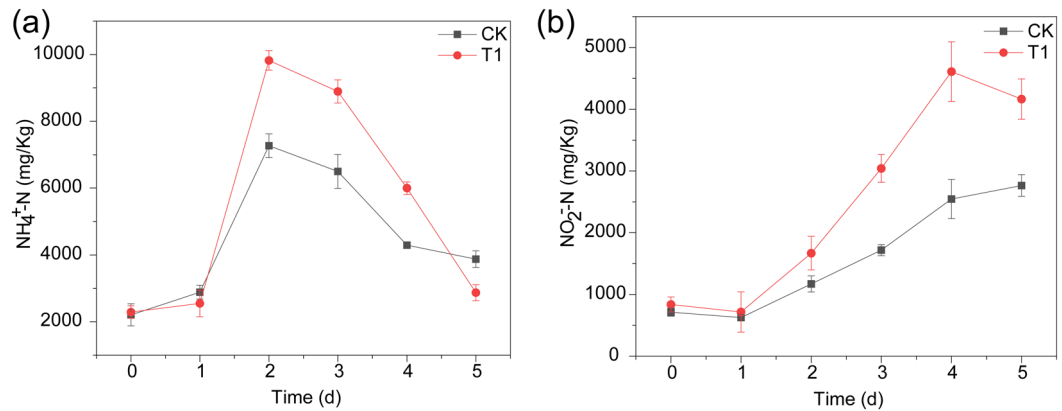 (a)
CK
T1
10000
8000
6000
4000
2000
NH4+-N (mg/Kg)
0 1 2 3 4 5
Time (d)
(b)
CK
T1
5000
4000
3000
2000
1000
0
NO2--N (mg/Kg)
0 1 2 3 4 5
Time (d)